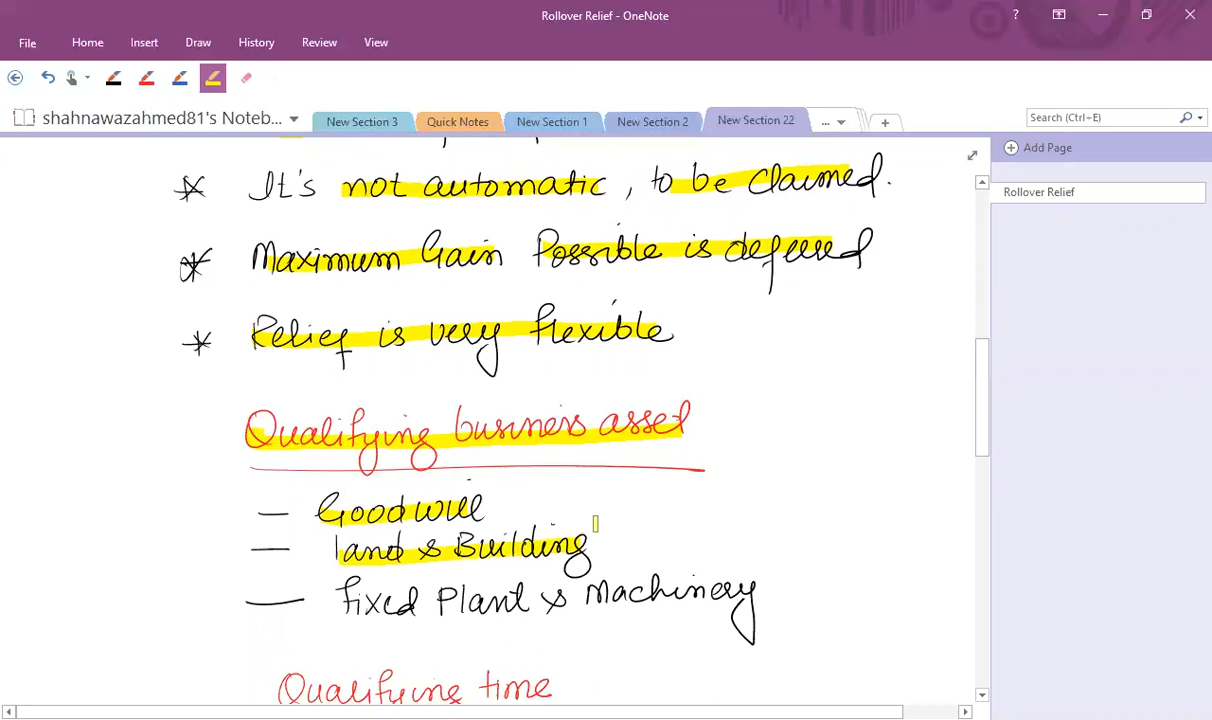 Rollover Relief - OneNote
?
File Home Insert Draw History Review View
shahnawazahmed81's Noteb...
New Section 3 Quick Notes New Section 1 New Section 2 New Section 22 ... +
Search (Ctrl+E)
Add Page
Rollover Relief
* It's not automatic, to be claimed.
* Maximum Gain Possible is deferred
* Relief is very flexible
Qualifying business asset
— Goodwill
— land & Building
— fixed Plant & Machinery
Qualifying time